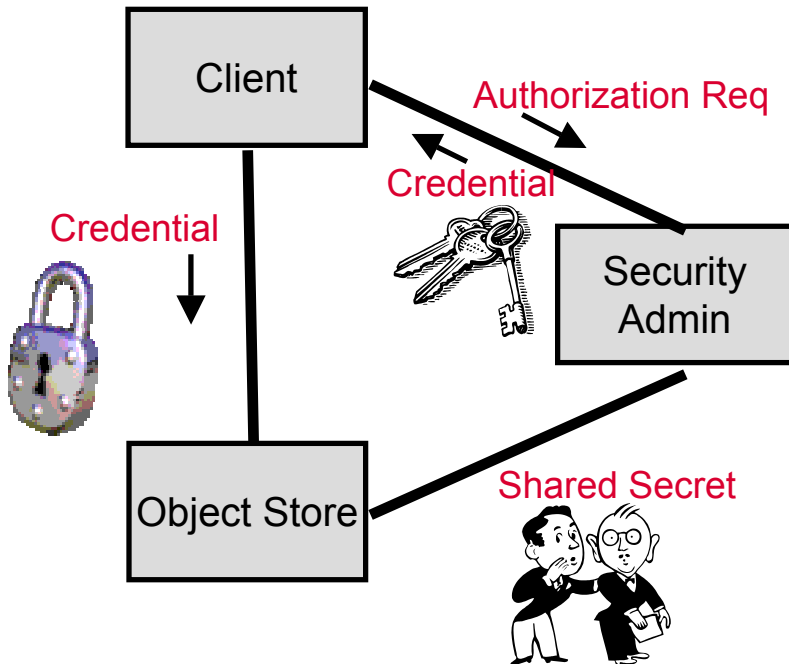 Client
Authorization Req
Credential
Credential
Security
Admin
Shared Secret
Object Store